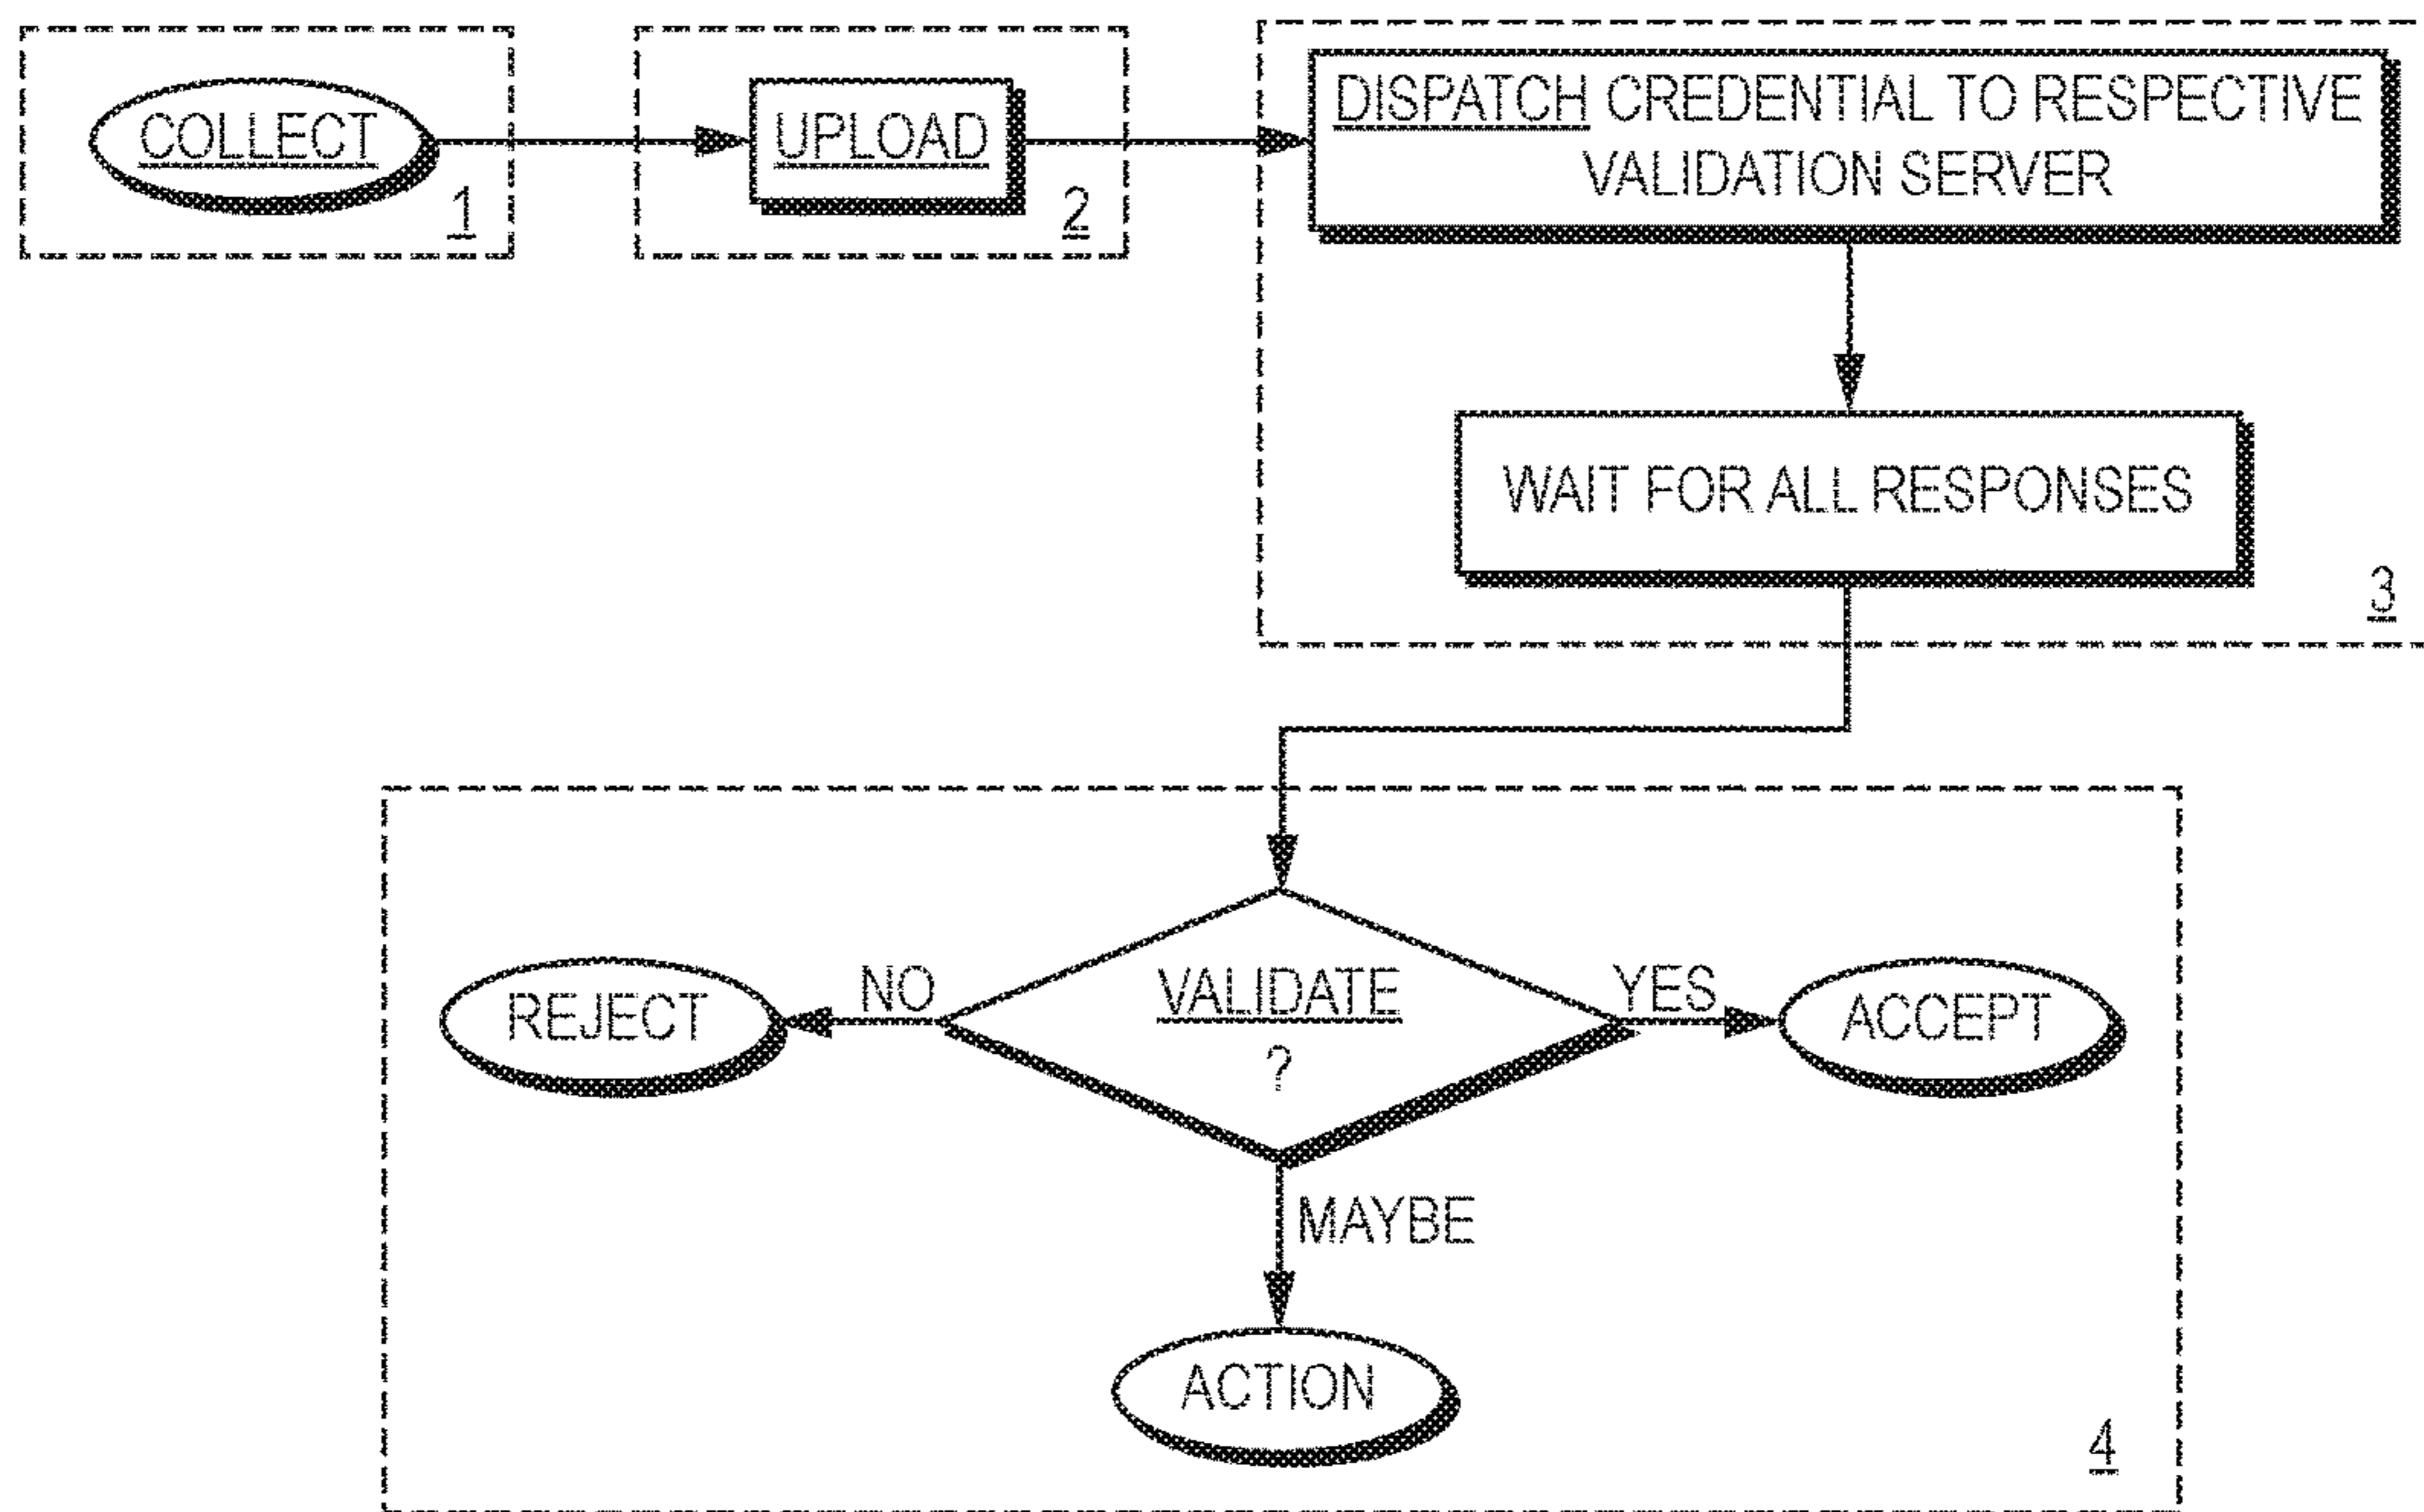 COLLECT
1
UPLOAD
2
DISPATCH CREDENTIAL TO RESPECTIVE
VALIDATION SERVER
WAIT FOR ALL RESPONSES
3
REJECT
NO
VALIDATE
?
YES
ACCEPT
MAYBE
ACTION
4